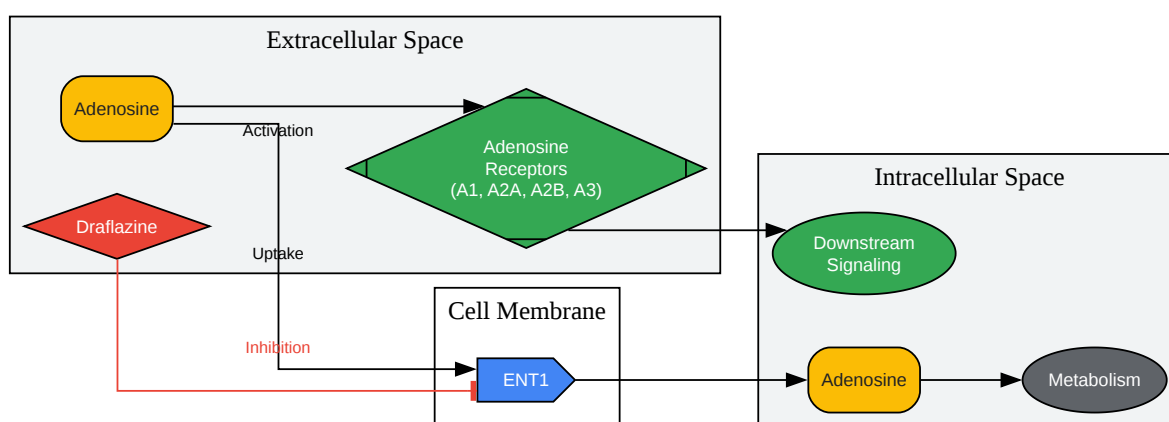 Extracellular Space
Adenosine
Activation
Adenosine
Receptors
(A1, A2A, A2B, A3)
Draflazine
Uptake
Inhibition
Cell Membrane
ENT1
Intracellular Space
Downstream
Signaling
Adenosine
Metabolism